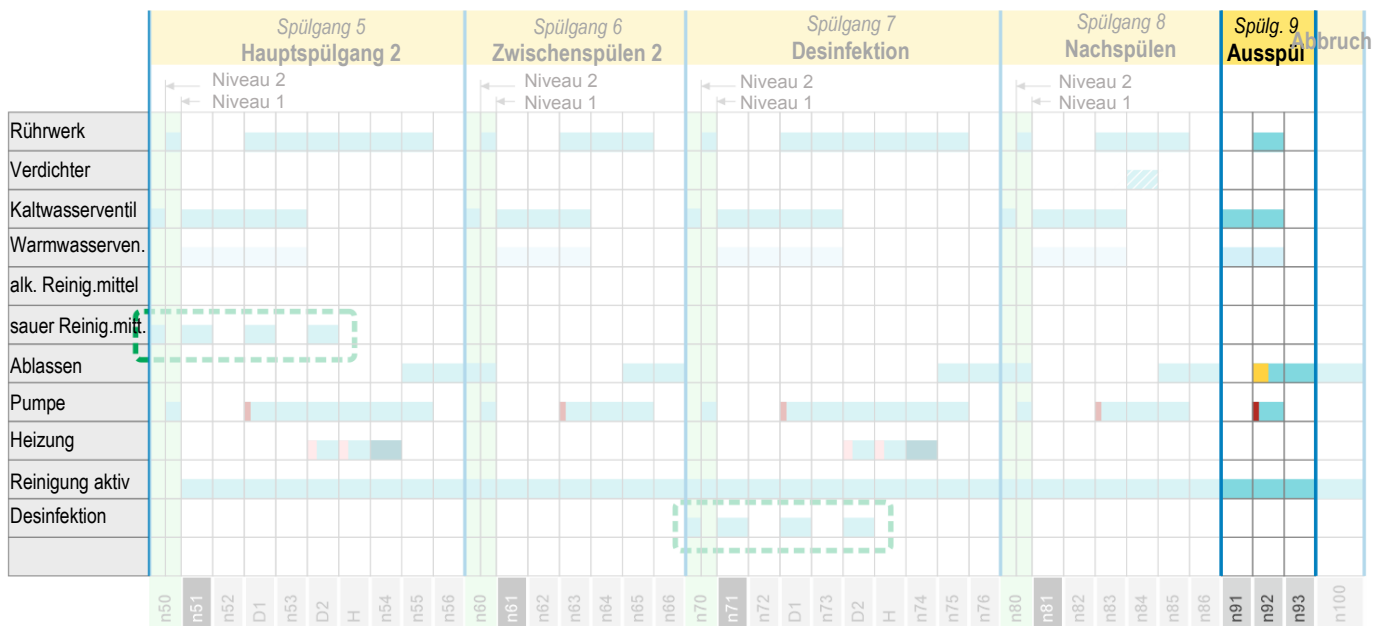 Spülgang 5
Hauptspülgang 2
Spülgang 6
Zwischenspülen 2
Spülgang 7
Desinfektion
Spülgang 8
Nachspülen
Spülg. 9
Ausspül
Abbruch
Niveau 2
Niveau 1
Niveau 2
Niveau 1
Niveau 2
Niveau 1
Niveau 2
Niveau 1
Rührwerk
Verdichter
Kaltwasserventil
Warmwasserven.
alk. Reinig.mittel
sauer Reinig.mitt.
Ablassen
Pumpe
Heizung
Reinigung aktiv
Desinfektion
n50 n51 n52 D1 n53 D2 H n54 n55 n56 n60 n61 n62 n63 n64 n65 n66 n70 n71 n72 D1 n73 D2 H n74 n75 n76 n80 n81 n82 n83 n84 n85 n86 n91 n92 n93 n100